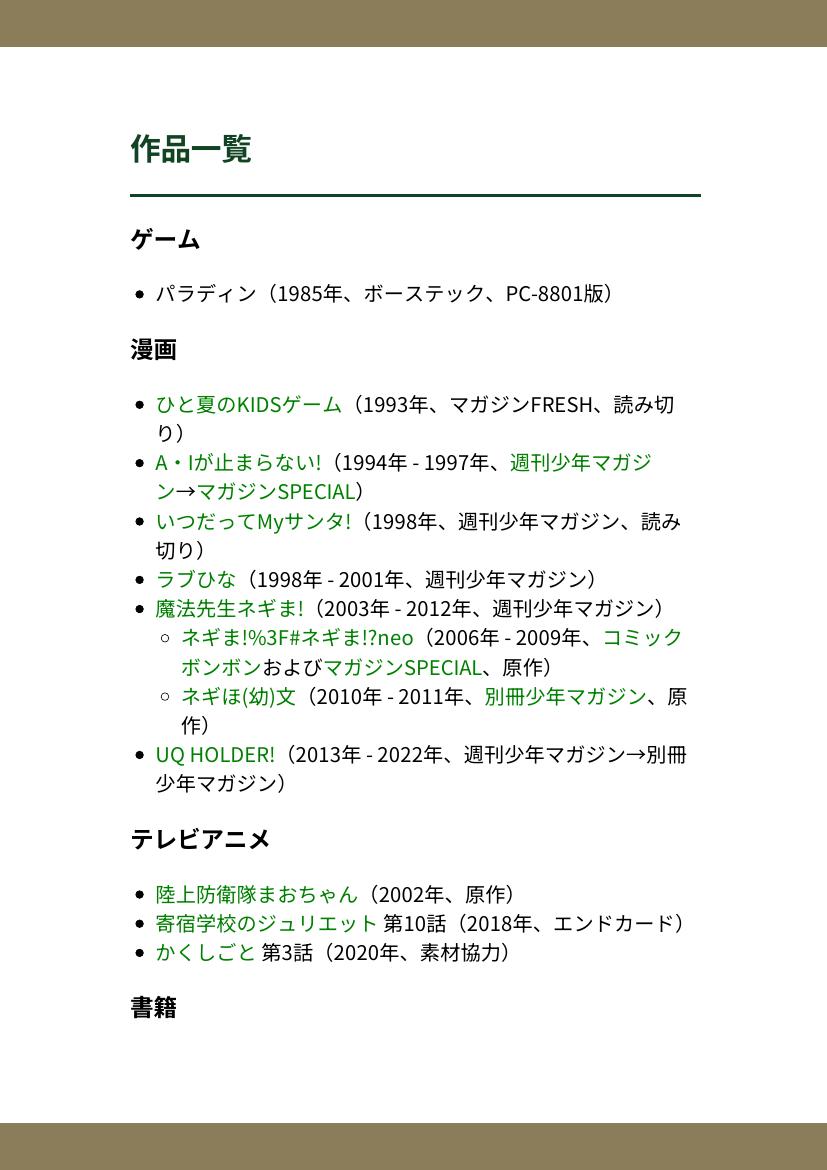 作品一覧
ゲーム
パラディン（1985年、ボーステック、PC-8801版）
漫画
ひと夏のKIDSゲーム（1993年、マガジンFRESH、読み切
り）
A・Iが止まらない!（1994年 - 1997年、週刊少年マガジ
ン→マガジンSPECIAL）
いつだってMyサンタ!（1998年、週刊少年マガジン、読み
切り）
ラブひな（1998年 - 2001年、週刊少年マガジン）
魔法先生ネギま!（2003年 - 2012年、週刊少年マガジン）
ネギま!%3F#ネギま!?neo（2006年 - 2009年、コミック
ボンボンおよびマガジンSPECIAL、原作）
ネギほ(幼)文（2010年 - 2011年、別冊少年マガジン、原
作）
UQ HOLDER!（2013年 - 2022年、週刊少年マガジン→別冊
少年マガジン）
テレビアニメ
陸上防衛隊まおちゃん（2002年、原作）
寄宿学校のジュリエット 第10話（2018年、エンドカード）
かくしごと 第3話（2020年、素材協力）
書籍